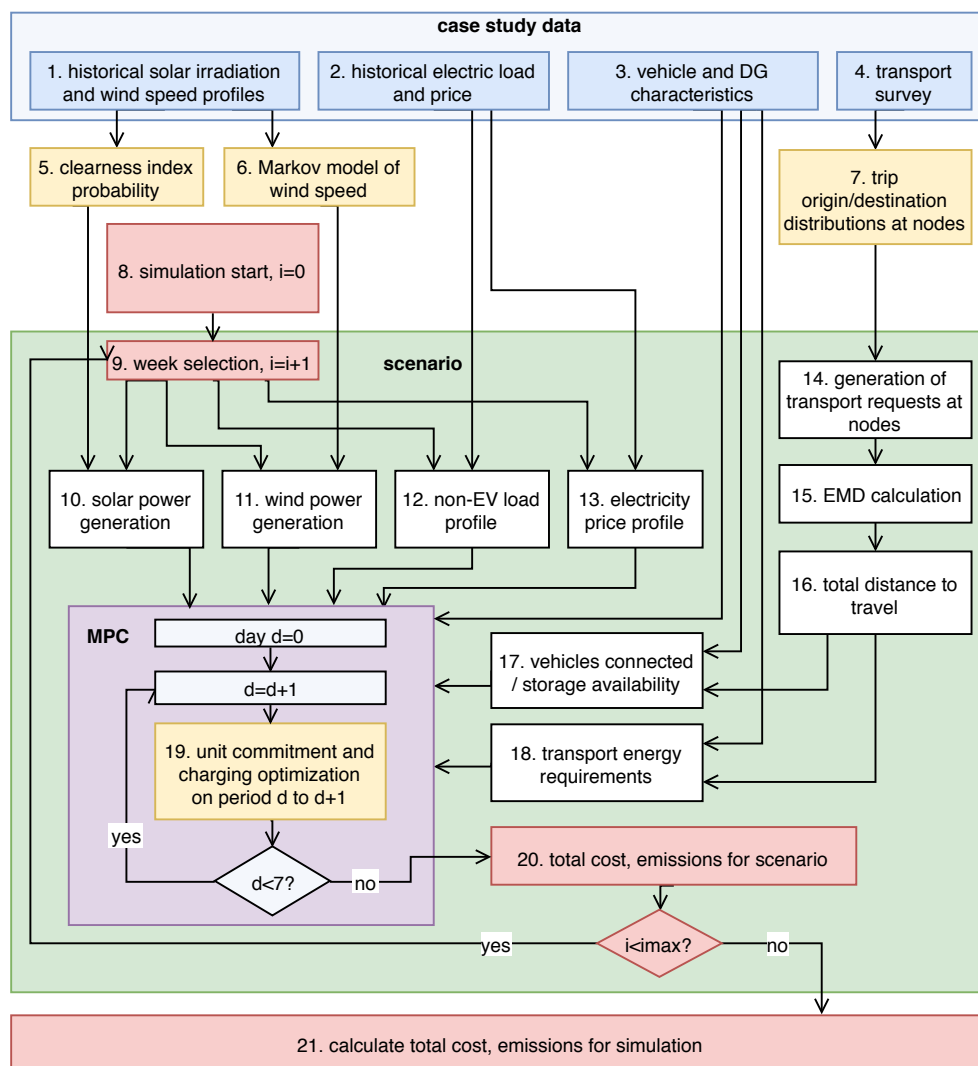 case study data
1. historical solar irradiation
and wind speed profiles
2. historical electric load
and price
3. vehicle and DG
characteristics
4. transport
survey
5. clearness index
probability
6. Markov model of
wind speed
7. trip
origin/destination
distributions at nodes
8. simulation start, i=0
9. week selection, i=i+1
scenario
14. generation of
transport requests at
nodes
10. solar power
generation
11. wind power
generation
12. non-EV load
profile
13. electricity
price profile
15. EMD calculation
16. total distance to
travel
MPC
day d=0
17. vehicles connected
/ storage availability
d=d+1
19. unit commitment and
charging optimization
on period d to d+1
18. transport energy
requirements
yes
d<7?
no
20. total cost, emissions for scenario
yes
i<imax?
no
21. calculate total cost, emissions for simulation